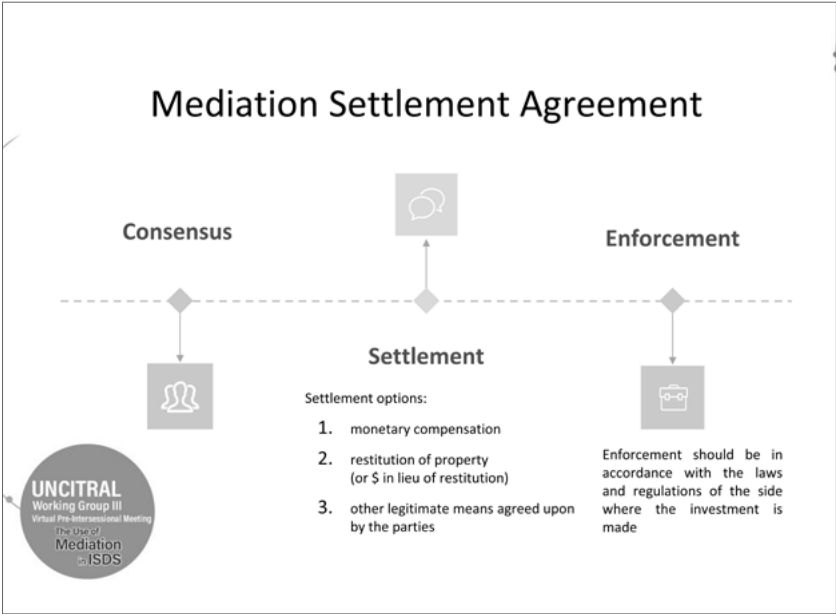 Mediation Settlement Agreement
Consensus
Enforcement
Settlement
Settlement options:
1. monetary compensation
2. restitution of property
(or $ in lieu of restitution)
3. other legitimate means agreed upon
by the parties
Enforcement should be in
accordance with the laws
and regulations of the side
where the investment is
made
UNCITRAL
Working Group III
Virtual Pre-Intersessional Meeting
The Use of
Mediation
in ISDS